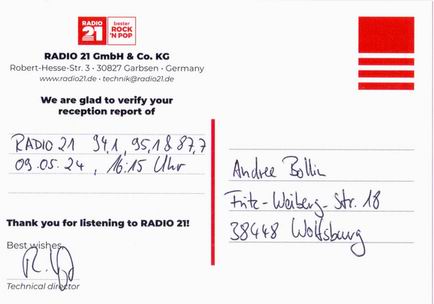 RADIO
21
bester
ROCK
'N POP
RADIO 21 GmbH & Co. KG
Robert-Hesse-Str. 3 • 30827 Garbsen • Germany
www.radio21.de • technik@radio21.de
We are glad to verify your
reception report of
RADIO 21 94,1, 95,1 & 87,7
09.05.24, 16:15 Uhr
Thank you for listening to RADIO 21!
Best wishes,
Technical director
Andree Bollin
Fritz-Weiberg-Str. 18
38448 Wolfsburg